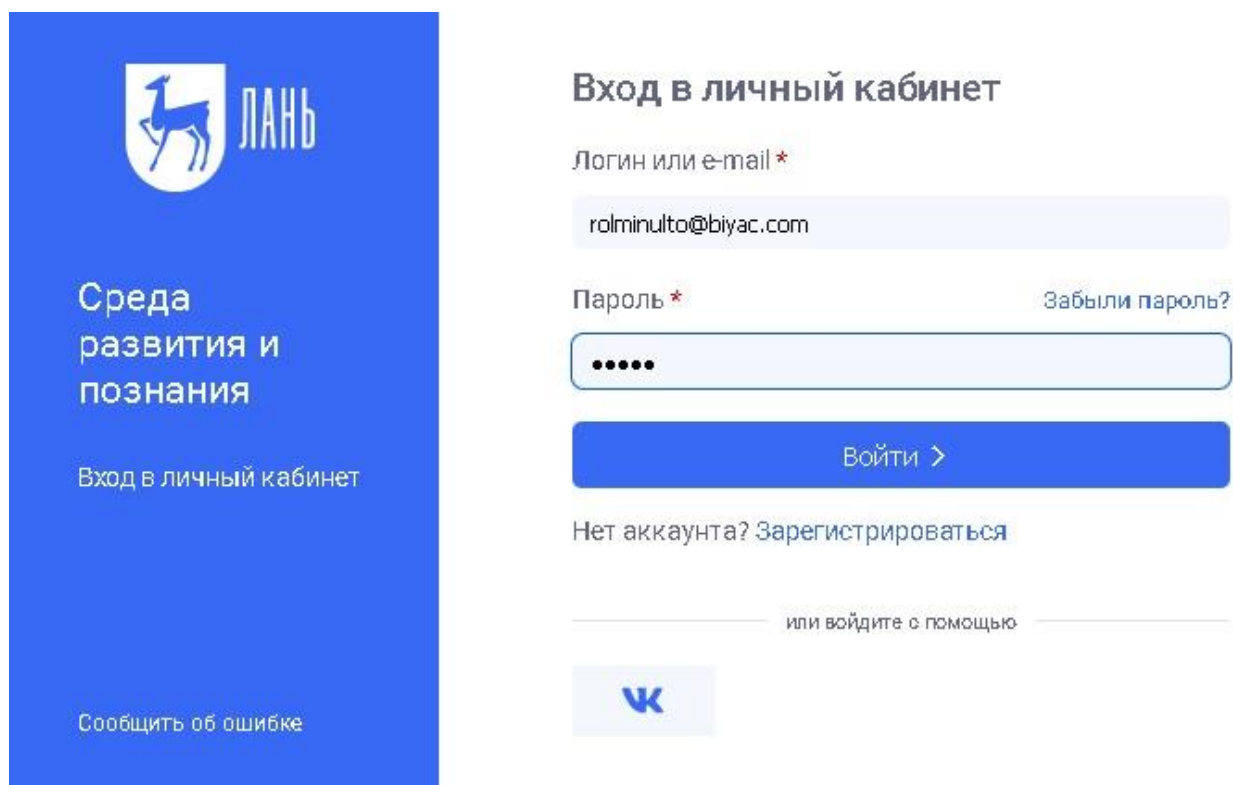 ЛАНЬ
Среда
развития и
познания
Вход в личный кабинет
Сообщить об ошибке
Вход в личный кабинет
Логин или e-mail *
rolminulto@biyac.com
Пароль * Забыли пароль?
•••••
Войти >
Нет аккаунта? Зарегистрироваться
или войдите с помощью
VK